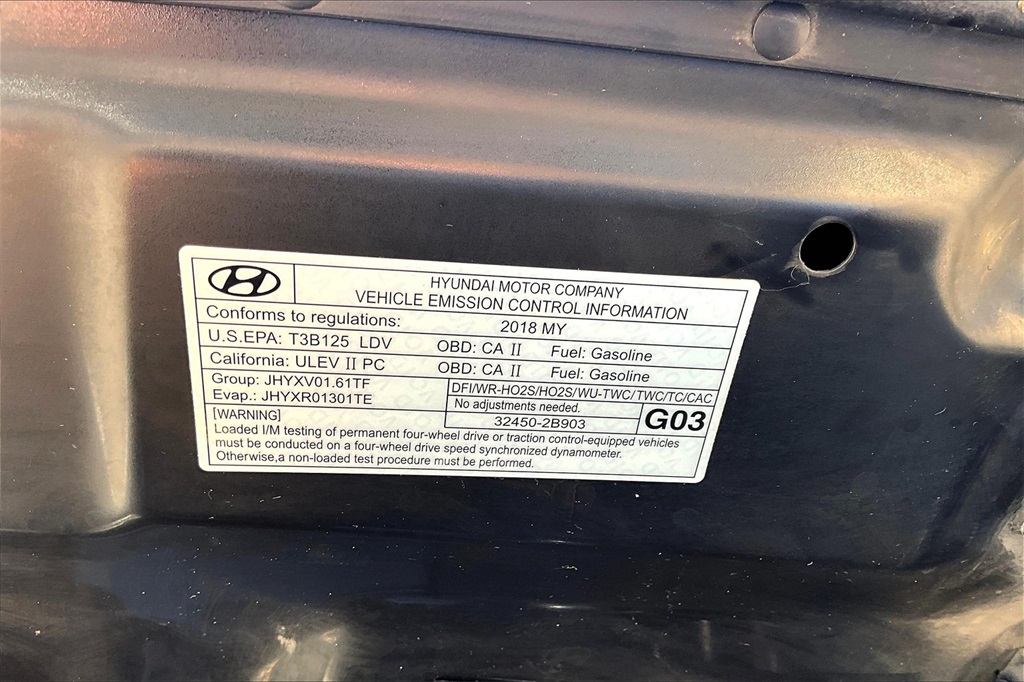 HYUNDAI MOTOR COMPANY
VEHICLE EMISSION CONTROL INFORMATION
Conforms to regulations: 2018 MY
U.S.EPA: T3B125 LDV OBD: CA II Fuel: Gasoline
California: ULEV II PC OBD: CA II Fuel: Gasoline
Group: JHYXV01.61TF DFI/WR-HO2S/HO2S/WU-TWC/TWC/TC/CAC
Evap.: JHYXR01301TE No adjustments needed.
32450-2B903 G03
[WARNING]
Loaded I/M testing of permanent four-wheel drive or traction control-equipped vehicles
must be conducted on a four-wheel drive speed synchronized dynamometer.
Otherwise,a non-loaded test procedure must be performed.